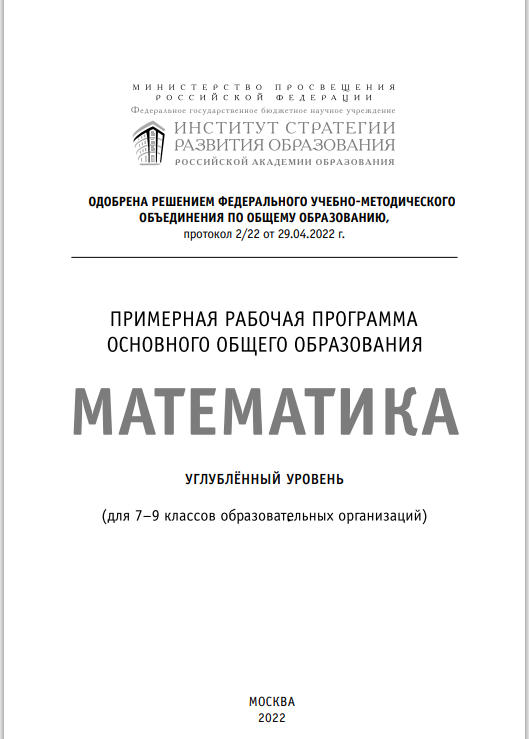 МИНИСТЕРСТВО ПРОСВЕЩЕНИЯ
РОССИЙСКОЙ ФЕДЕРАЦИИ
Федеральное государственное бюджетное научное учреждение
ИНСТИТУТ СТРАТЕГИИ
РАЗВИТИЯ ОБРАЗОВАНИЯ
РОССИЙСКОЙ АКАДЕМИИ ОБРАЗОВАНИЯ
ОДОБРЕНА РЕШЕНИЕМ ФЕДЕРАЛЬНОГО УЧЕБНО-МЕТОДИЧЕСКОГО
ОБЪЕДИНЕНИЯ ПО ОБЩЕМУ ОБРАЗОВАНИЮ,
протокол 2/22 от 29.04.2022 г.
ПРИМЕРНАЯ РАБОЧАЯ ПРОГРАММА
ОСНОВНОГО ОБЩЕГО ОБРАЗОВАНИЯ
МАТЕМАТИКА
УГЛУБЛЁННЫЙ УРОВЕНЬ
(для 7–9 классов образовательных организаций)
МОСКВА
2022